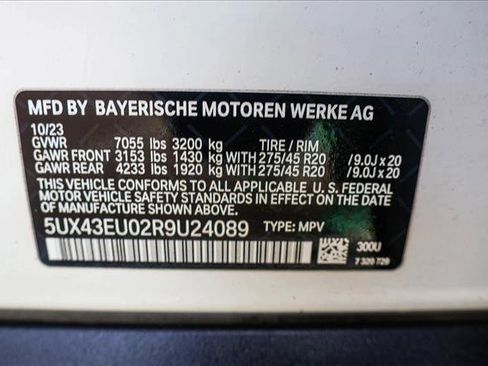 MFD BY BAYERISCHE MOTOREN WERKE AG
10/23
GVWR 7055 lbs 3200 kg TIRE / RIM
GAWR FRONT 3153 lbs 1430 kg WITH 275/45 R20 /9.0J x 20
GAWR REAR 4233 lbs 1920 kg WITH 275/45 R20 /9.0J x 20
THIS VEHICLE CONFORMS TO ALL APPLICABLE U. S. FEDERAL
MOTOR VEHICLE SAFETY STANDARDS IN EFFECT ON THE
DATE OF MANUFACTURE SHOWN ABOVE.
5UX43EU02R9U24089 TYPE: MPV
300U
7 320 729